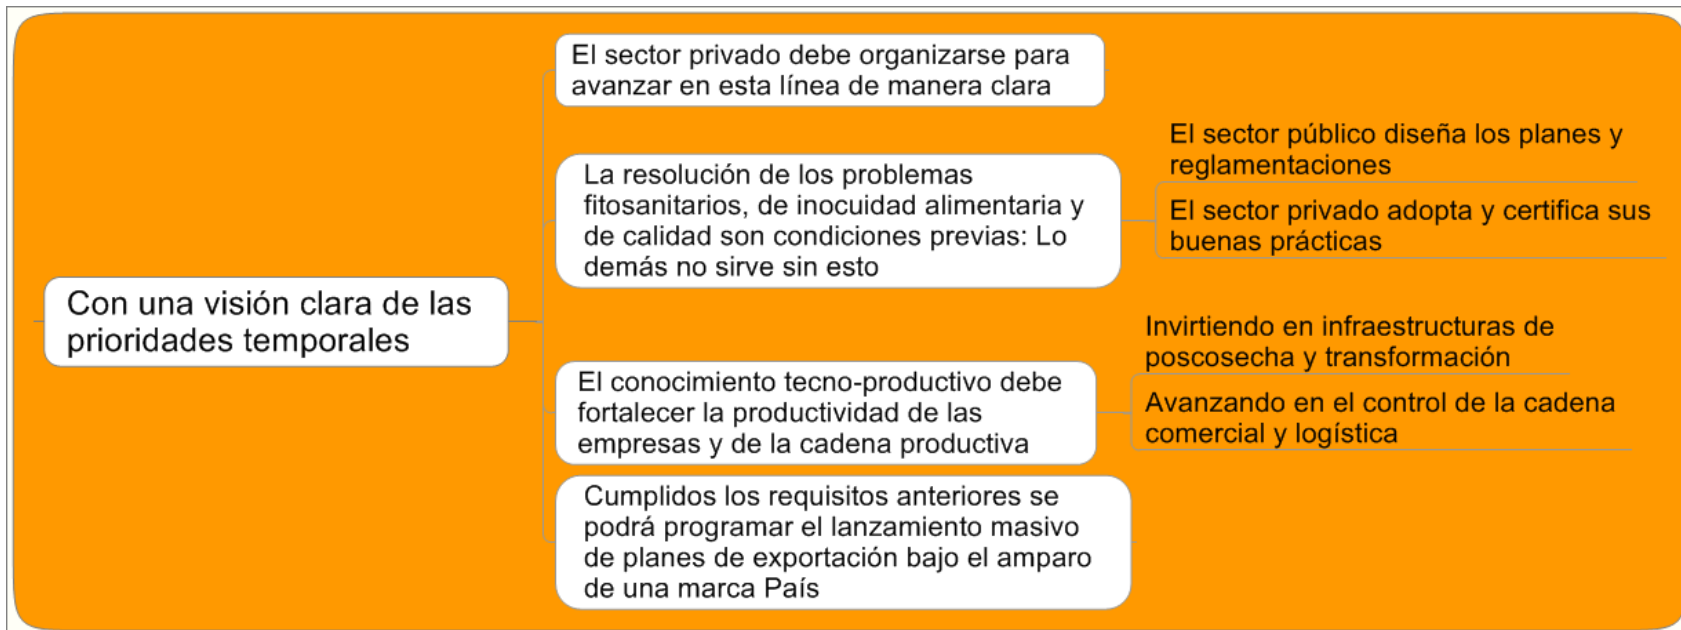 Con una visión clara de las
prioridades temporales
El sector privado debe organizarse para
avanzar en esta línea de manera clara
La resolución de los problemas
fitosanitarios, de inocuidad alimentaria y
de calidad son condiciones previas: Lo
demás no sirve sin esto
El sector público diseña los planes y
reglamentaciones
El sector privado adopta y certifica sus
buenas prácticas
El conocimiento tecno-productivo debe
fortalecer la productividad de las
empresas y de la cadena productiva
Invirtiendo en infraestructuras de
poscosecha y transformación
Avanzando en el control de la cadena
comercial y logística
Cumplidos los requisitos anteriores se
podrá programar el lanzamiento masivo
de planes de exportación bajo el amparo
de una marca País